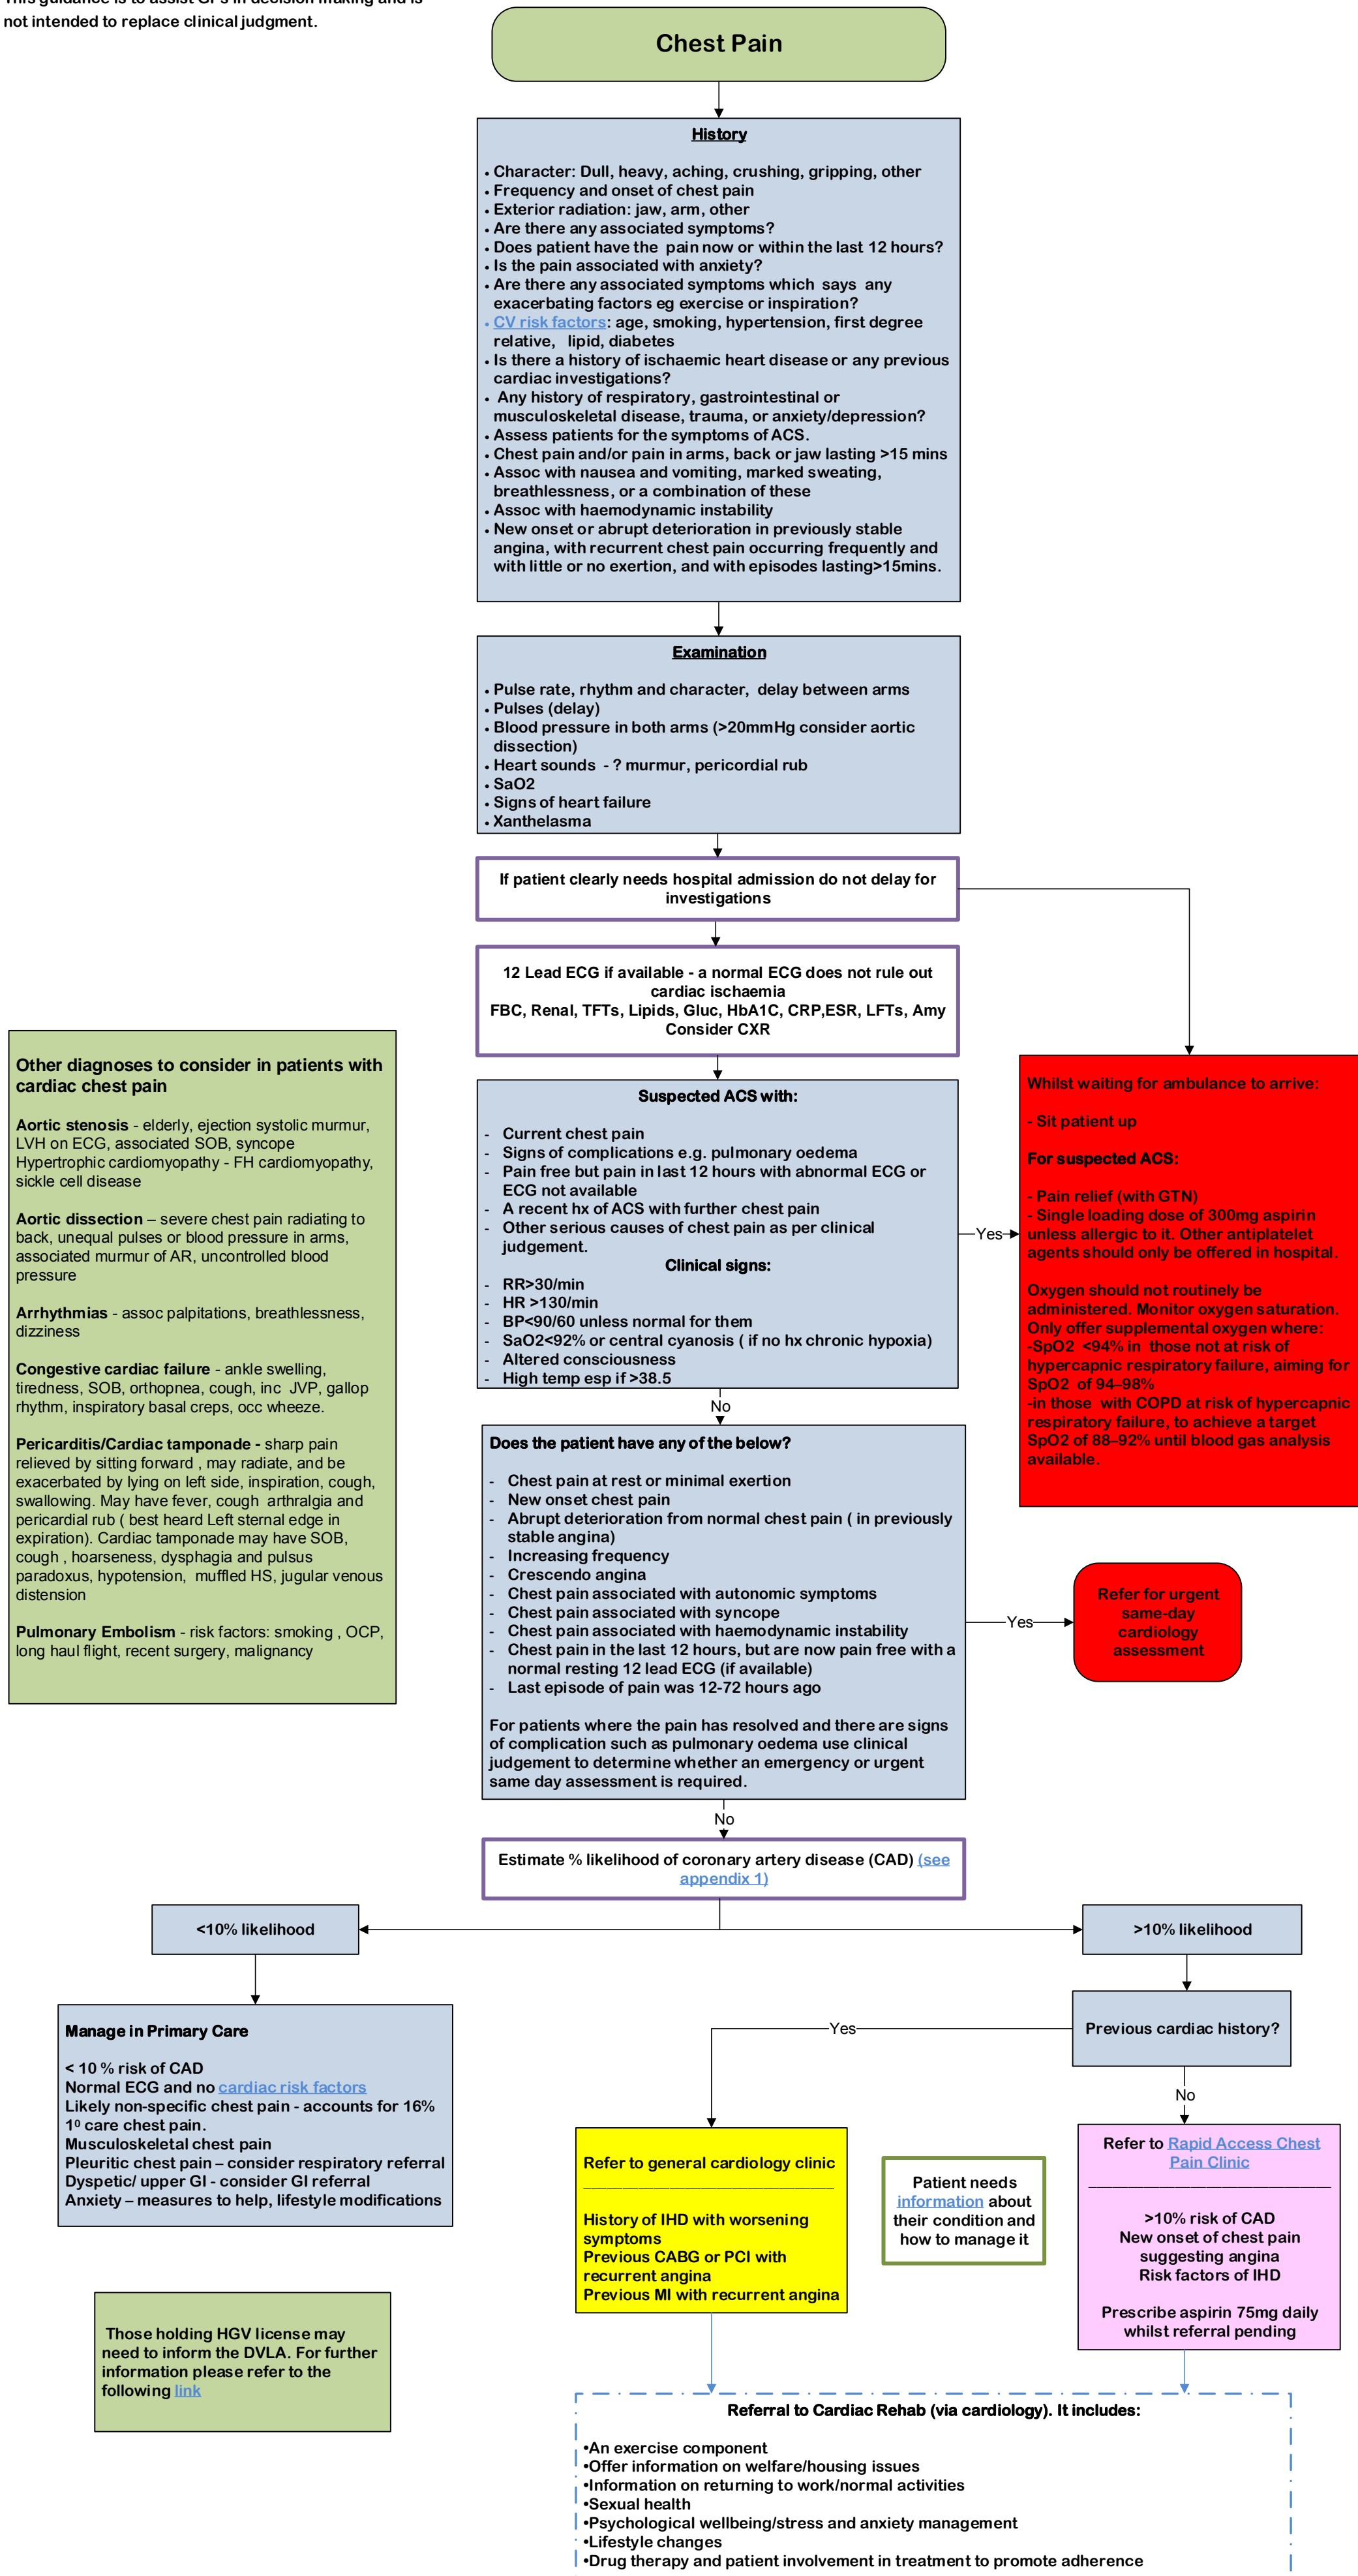 This guidance is to assist GPs in decision making and is
not intended to replace clinical judgment.
Chest Pain
History
• Character: Dull, heavy, aching, crushing, gripping, other
• Frequency and onset of chest pain
• Exterior radiation: jaw, arm, other
• Are there any associated symptoms?
• Does patient have the pain now or within the last 12 hours?
• Is the pain associated with anxiety?
• Are there any associated symptoms which says any
exacerbating factors eg exercise or inspiration?
• CV risk factors: age, smoking, hypertension, first degree
relative, lipid, diabetes
• Is there a history of ischaemic heart disease or any previous
cardiac investigations?
• Any history of respiratory, gastrointestinal or
musculoskeletal disease, trauma, or anxiety/depression?
• Assess patients for the symptoms of ACS.
• Chest pain and/or pain in arms, back or jaw lasting >15 mins
• Assoc with nausea and vomiting, marked sweating,
breathlessness, or a combination of these
• Assoc with haemodynamic instability
• New onset or abrupt deterioration in previously stable
angina, with recurrent chest pain occurring frequently and
with little or no exertion, and with episodes lasting>15mins.
Examination
• Pulse rate, rhythm and character, delay between arms
• Pulses (delay)
• Blood pressure in both arms (>20mmHg consider aortic
dissection)
• Heart sounds - ? murmur, pericordial rub
• SaO2
• Signs of heart failure
• Xanthelasma
If patient clearly needs hospital admission do not delay for
investigations
12 Lead ECG if available - a normal ECG does not rule out
cardiac ischaemia
FBC, Renal, TFTs, Lipids, Gluc, HbA1C, CRP,ESR, LFTs, Amy
Consider CXR
Other diagnoses to consider in patients with
cardiac chest pain
Aortic stenosis - elderly, ejection systolic murmur,
LVH on ECG, associated SOB, syncope
Hypertrophic cardiomyopathy - FH cardiomyopathy,
sickle cell disease
Aortic dissection – severe chest pain radiating to
back, unequal pulses or blood pressure in arms,
associated murmur of AR, uncontrolled blood
pressure
Arrhythmias - assoc palpitations, breathlessness,
dizziness
Congestive cardiac failure - ankle swelling,
tiredness, SOB, orthopnea, cough, inc JVP, gallop
rhythm, inspiratory basal creps, occ wheeze.
Pericarditis/Cardiac tamponade - sharp pain
relieved by sitting forward , may radiate, and be
exacerbated by lying on left side, inspiration, cough,
swallowing. May have fever, cough arthralgia and
pericardial rub ( best heard Left sternal edge in
expiration). Cardiac tamponade may have SOB,
cough , hoarseness, dysphagia and pulsus
paradoxus, hypotension, muffled HS, jugular venous
distension
Pulmonary Embolism - risk factors: smoking , OCP,
long haul flight, recent surgery, malignancy
Suspected ACS with:
- Current chest pain
- Signs of complications e.g. pulmonary oedema
- Pain free but pain in last 12 hours with abnormal ECG or
ECG not available
- A recent hx of ACS with further chest pain
- Other serious causes of chest pain as per clinical
judgement.
Clinical signs:
- RR>30/min
- HR >130/min
- BP<90/60 unless normal for them
- SaO2<92% or central cyanosis ( if no hx chronic hypoxia)
- Altered consciousness
- High temp esp if >38.5
Yes
Whilst waiting for ambulance to arrive:
- Sit patient up
For suspected ACS:
- Pain relief (with GTN)
- Single loading dose of 300mg aspirin
unless allergic to it. Other antiplatelet
agents should only be offered in hospital.
Oxygen should not routinely be
administered. Monitor oxygen saturation.
Only offer supplemental oxygen where:
-SpO2 <94% in those not at risk of
hypercapnic respiratory failure, aiming for
SpO2 of 94–98%
-in those with COPD at risk of hypercapnic
respiratory failure, to achieve a target
SpO2 of 88–92% until blood gas analysis
available.
No
Does the patient have any of the below?
- Chest pain at rest or minimal exertion
- New onset chest pain
- Abrupt deterioration from normal chest pain ( in previously
stable angina)
- Increasing frequency
- Crescendo angina
- Chest pain associated with autonomic symptoms
- Chest pain associated with syncope
- Chest pain associated with haemodynamic instability
- Chest pain in the last 12 hours, but are now pain free with a
normal resting 12 lead ECG (if available)
- Last episode of pain was 12-72 hours ago
For patients where the pain has resolved and there are signs
of complication such as pulmonary oedema use clinical
judgement to determine whether an emergency or urgent
same day assessment is required.
Yes
Refer for urgent
same-day
cardiology
assessment
No
Estimate % likelihood of coronary artery disease (CAD) (see
appendix 1)
<10% likelihood
>10% likelihood
Manage in Primary Care
< 10 % risk of CAD
Normal ECG and no cardiac risk factors
Likely non-specific chest pain - accounts for 16%
1⁰ care chest pain.
Musculoskeletal chest pain
Pleuritic chest pain – consider respiratory referral
Dyspetic/ upper GI - consider GI referral
Anxiety – measures to help, lifestyle modifications
Previous cardiac history?
Yes
No
Refer to general cardiology clinic
History of IHD with worsening
symptoms
Previous CABG or PCI with
recurrent angina
Previous MI with recurrent angina
Patient needs
information about
their condition and
how to manage it
Refer to Rapid Access Chest
Pain Clinic
>10% risk of CAD
New onset of chest pain
suggesting angina
Risk factors of IHD
Prescribe aspirin 75mg daily
whilst referral pending
Those holding HGV license may
need to inform the DVLA. For further
information please refer to the
following link
Referral to Cardiac Rehab (via cardiology). It includes:
•An exercise component
•Offer information on welfare/housing issues
•Information on returning to work/normal activities
•Sexual health
•Psychological wellbeing/stress and anxiety management
•Lifestyle changes
•Drug therapy and patient involvement in treatment to promote adherence